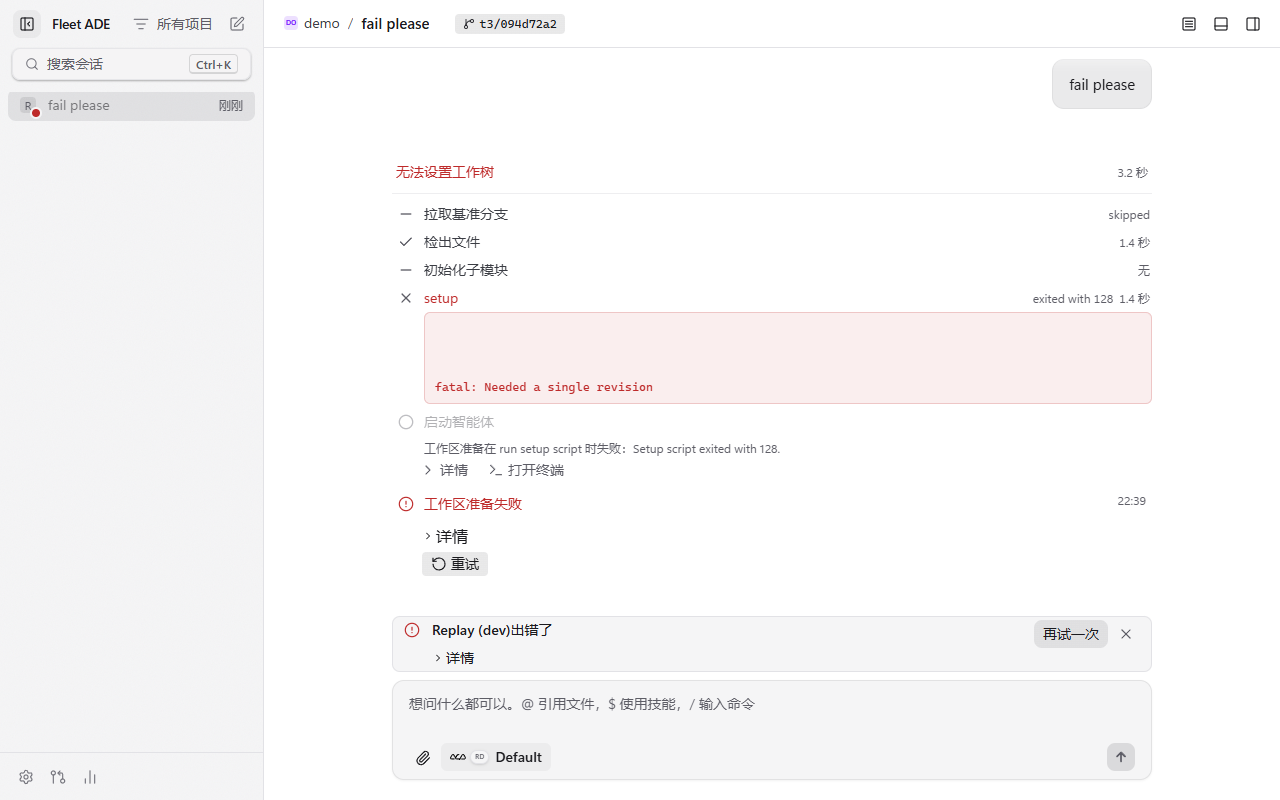 Fleet ADE
所有项目
DO demo / fail please
t3/094d72a2
搜索会话
Ctrl+K
R fail please
刚刚
fail please
无法设置工作树
3.2 秒
拉取基准分支
skipped
检出文件
1.4 秒
初始化子模块
无
setup
exited with 128 1.4 秒
fatal: Needed a single revision
启动智能体
工作区准备在 run setup script 时失败：Setup script exited with 128.
详情
打开终端
工作区准备失败
22:39
详情
重试
Replay (dev)出错了
再试一次
详情
想问什么都可以。@ 引用文件，$ 使用技能，/ 输入命令
RD Default